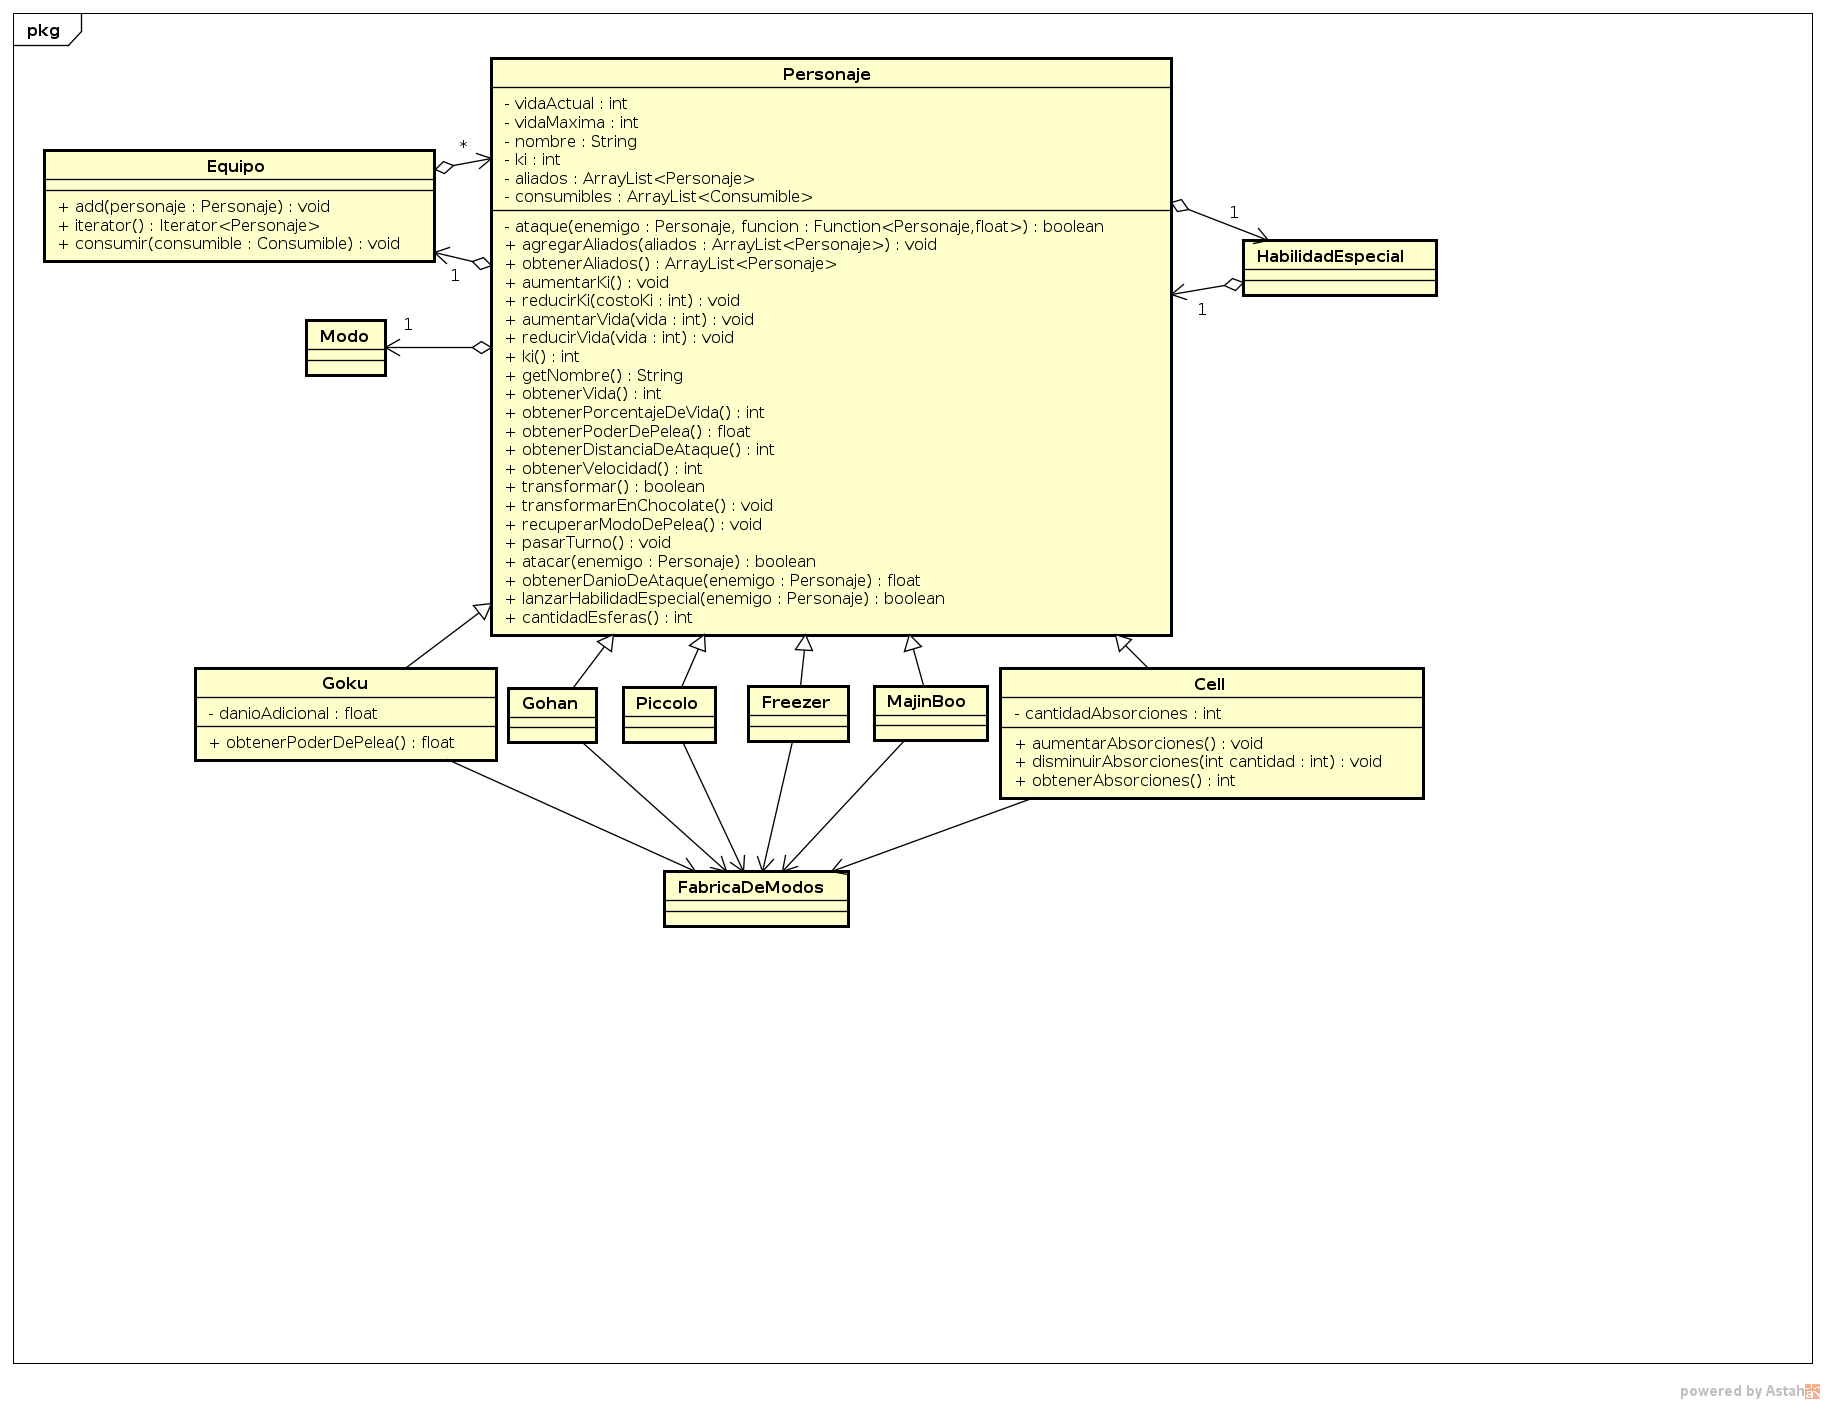 pkg
Personaje
- vidaActual : int
- vidaMaxima : int
- nombre : String
- ki : int
- aliados : ArrayList<Personaje>
- consumibles : ArrayList<Consumible>
- ataque(enemigo : Personaje, funcion : Function<Personaje,float>) : boolean
+ agregarAliados(aliados : ArrayList<Personaje>) : void
+ obtenerAliados() : ArrayList<Personaje>
+ aumentarKi() : void
+ reducirKi(costoKi : int) : void
+ aumentarVida(vida : int) : void
+ reducirVida(vida : int) : void
+ ki() : int
+ getNombre() : String
+ obtenerVida() : int
+ obtenerPorcentajeDeVida() : int
+ obtenerPoderDePelea() : float
+ obtenerDistanciaDeAtaque() : int
+ obtenerVelocidad() : int
+ transformar() : boolean
+ transformarEnChocolate() : void
+ recuperarModoDePelea() : void
+ pasarTurno() : void
+ atacar(enemigo : Personaje) : boolean
+ obtenerDanioDeAtaque(enemigo : Personaje) : float
+ lanzarHabilidadEspecial(enemigo : Personaje) : boolean
+ cantidadEsferas() : int
*
Equipo
+ add(personaje : Personaje) : void
+ iterator() : Iterator<Personaje>
+ consumir(consumible : Consumible) : void
1
1
Modo
1
HabilidadEspecial
1
Goku
- danioAdicional : float
+ obtenerPoderDePelea() : float
Gohan
Piccolo
Freezer
MajinBoo
Cell
- cantidadAbsorciones : int
+ aumentarAbsorciones() : void
+ disminuirAbsorciones(int cantidad : int) : void
+ obtenerAbsorciones() : int
FabricaDeModos
powered by Astah